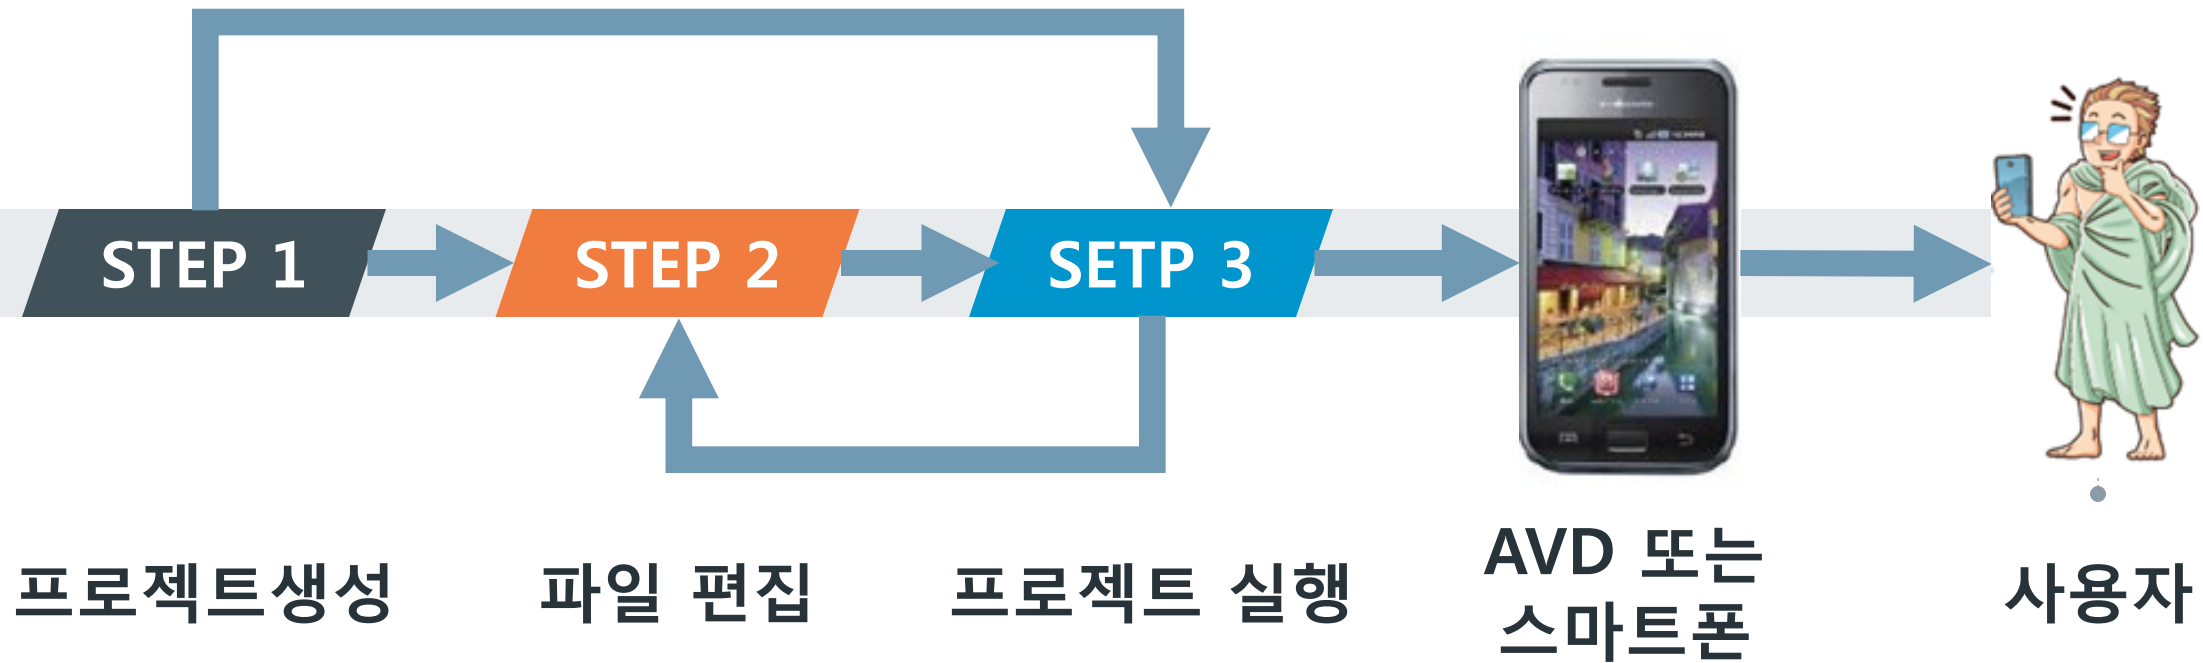 STEP 1
STEP 2
SETP 3
프로젝트생성
파일 편집
프로젝트 실행
AVD 또는
스마트폰
사용자